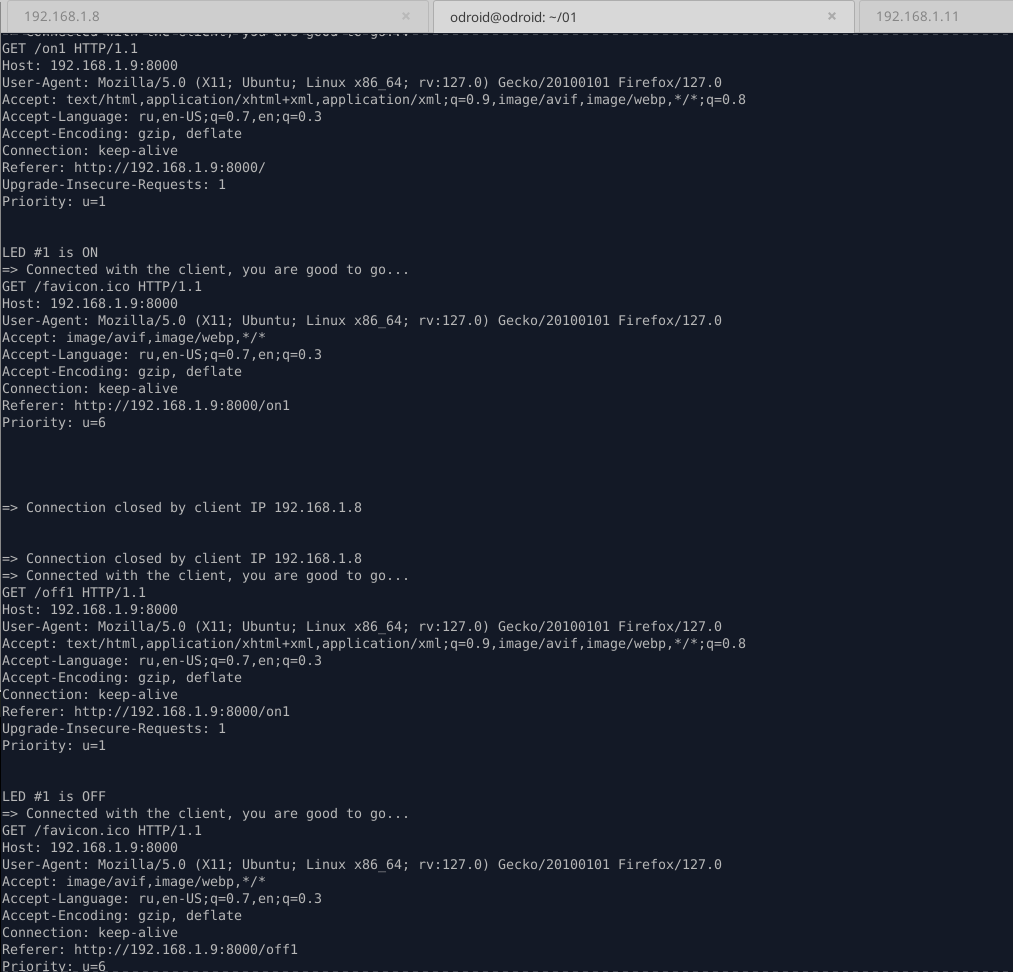 192.168.1.8 ×
odroid@odroid: ~/01 ×
192.168.1.11
=> Connected with the client, you are good to go...
GET /on1 HTTP/1.1
Host: 192.168.1.9:8000
User-Agent: Mozilla/5.0 (X11; Ubuntu; Linux x86_64; rv:127.0) Gecko/20100101 Firefox/127.0
Accept: text/html,application/xhtml+xml,application/xml;q=0.9,image/avif,image/webp,*/*;q=0.8
Accept-Language: ru,en-US;q=0.7,en;q=0.3
Accept-Encoding: gzip, deflate
Connection: keep-alive
Referer: http://192.168.1.9:8000/
Upgrade-Insecure-Requests: 1
Priority: u=1
LED #1 is ON
=> Connected with the client, you are good to go...
GET /favicon.ico HTTP/1.1
Host: 192.168.1.9:8000
User-Agent: Mozilla/5.0 (X11; Ubuntu; Linux x86_64; rv:127.0) Gecko/20100101 Firefox/127.0
Accept: image/avif,image/webp,*/*
Accept-Language: ru,en-US;q=0.7,en;q=0.3
Accept-Encoding: gzip, deflate
Connection: keep-alive
Referer: http://192.168.1.9:8000/on1
Priority: u=6
=> Connection closed by client IP 192.168.1.8
=> Connection closed by client IP 192.168.1.8
=> Connected with the client, you are good to go...
GET /off1 HTTP/1.1
Host: 192.168.1.9:8000
User-Agent: Mozilla/5.0 (X11; Ubuntu; Linux x86_64; rv:127.0) Gecko/20100101 Firefox/127.0
Accept: text/html,application/xhtml+xml,application/xml;q=0.9,image/avif,image/webp,*/*;q=0.8
Accept-Language: ru,en-US;q=0.7,en;q=0.3
Accept-Encoding: gzip, deflate
Connection: keep-alive
Referer: http://192.168.1.9:8000/on1
Upgrade-Insecure-Requests: 1
Priority: u=1
LED #1 is OFF
=> Connected with the client, you are good to go...
GET /favicon.ico HTTP/1.1
Host: 192.168.1.9:8000
User-Agent: Mozilla/5.0 (X11; Ubuntu; Linux x86_64; rv:127.0) Gecko/20100101 Firefox/127.0
Accept: image/avif,image/webp,*/*
Accept-Language: ru,en-US;q=0.7,en;q=0.3
Accept-Encoding: gzip, deflate
Connection: keep-alive
Referer: http://192.168.1.9:8000/off1
Priority: u=6